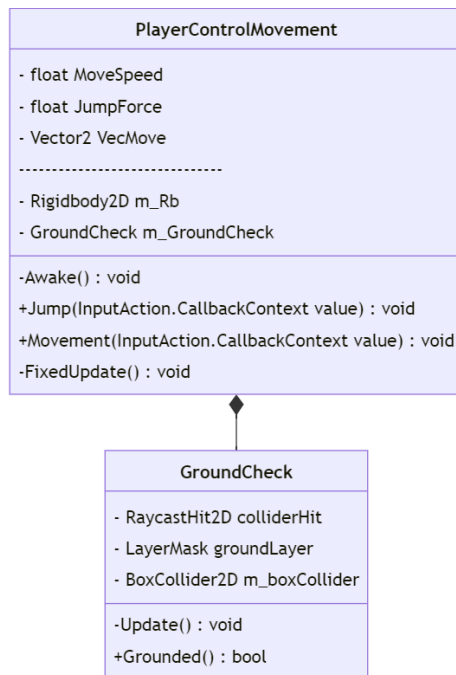 PlayerControlMovement
- float MoveSpeed
- float JumpForce
- Vector2 VecMove
-------------------------------
- Rigidbody2D m_Rb
- GroundCheck m_GroundCheck
-Awake() : void
+Jump(InputAction.CallbackContext value) : void
+Movement(InputAction.CallbackContext value) : void
-FixedUpdate() : void
GroundCheck
- RaycastHit2D colliderHit
- LayerMask groundLayer
- BoxCollider2D m_boxCollider
-Update() : void
+Grounded() : bool